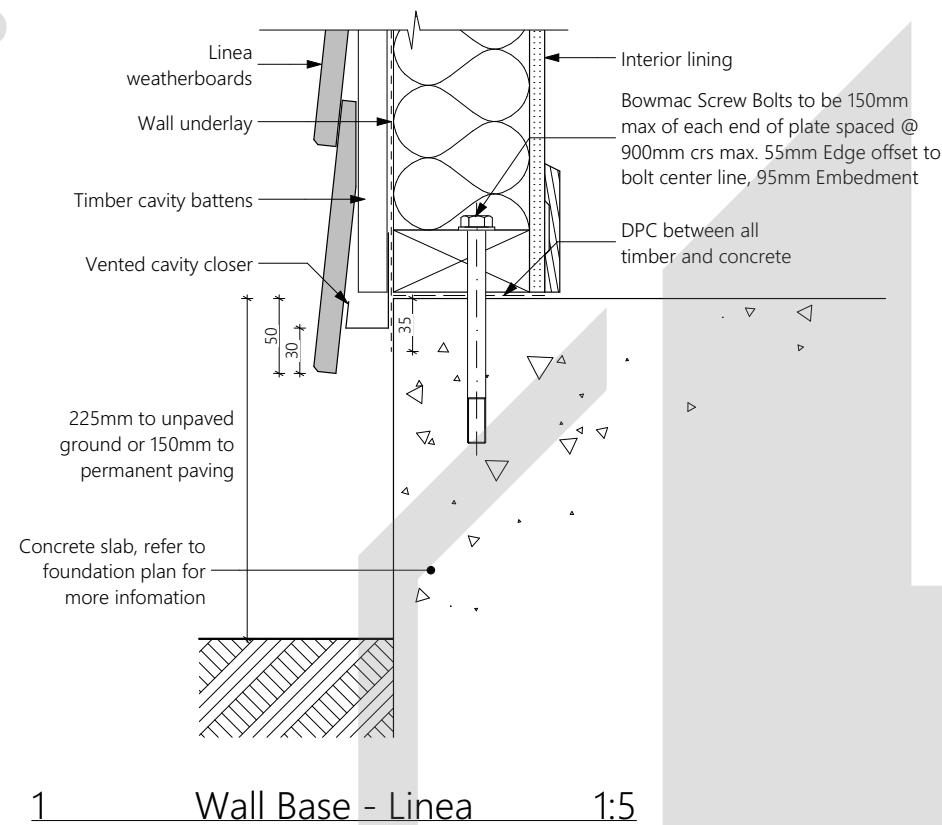 Linea
weatherboards
Wall underlay
Timber cavity battens
Vented cavity closer
Interior lining
Bowmac Screw Bolts to be 150mm
max of each end of plate spaced @
900mm crs max. 55mm Edge offset to
bolt center line, 95mm Embedment
DPC between all
timber and concrete
50
30
35
225mm to unpaved
ground or 150mm to
permanent paving
Concrete slab, refer to
foundation plan for
more infomation
1 Wall Base - Linea 1:5